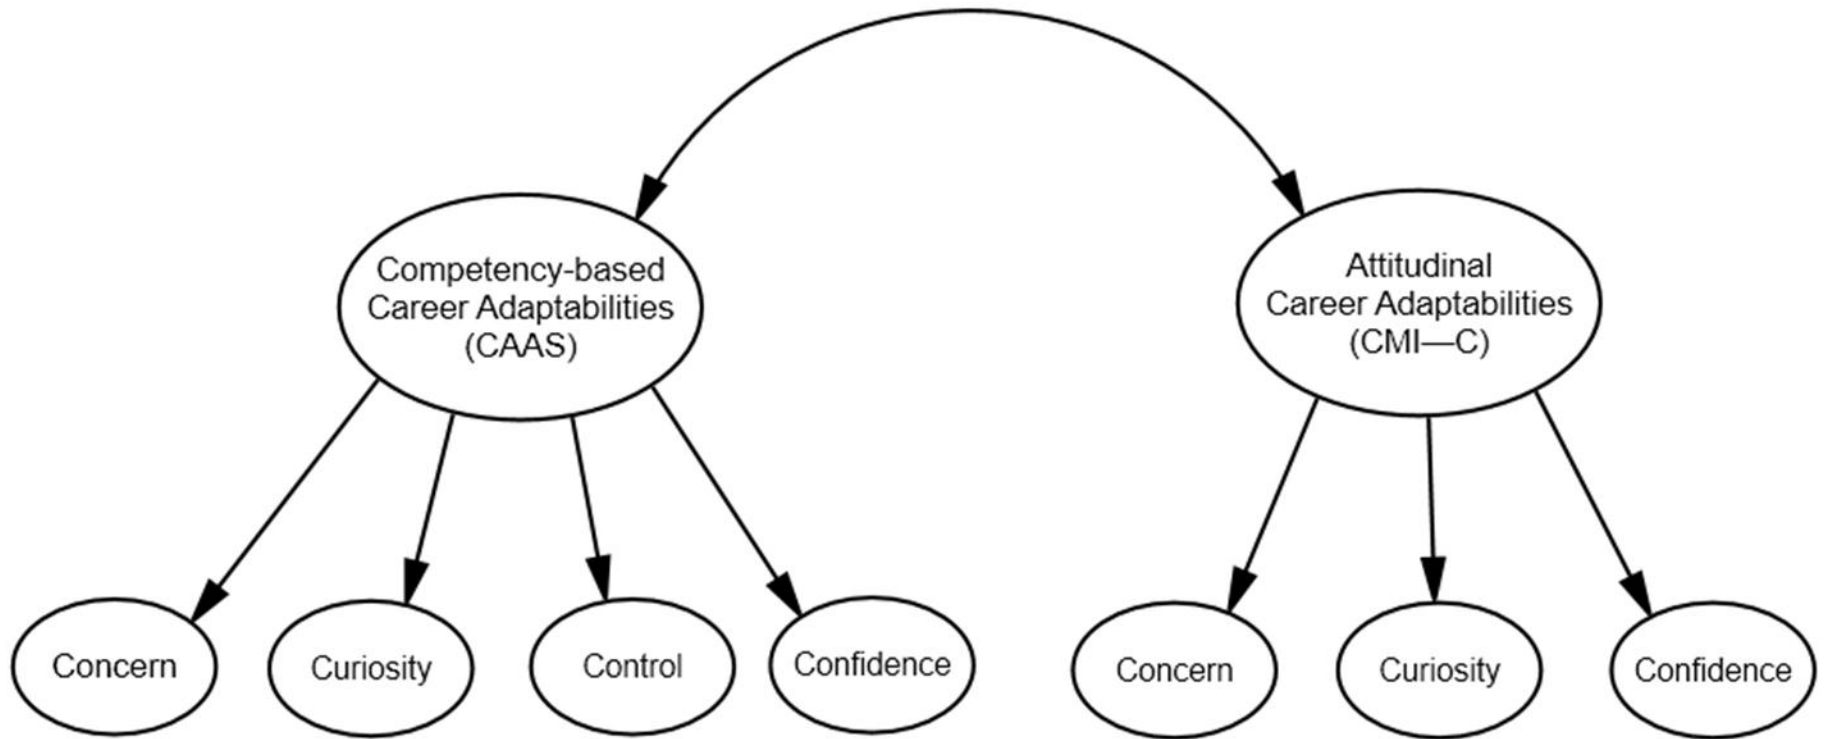 Competency-based
Career Adaptabilities
(CAAS)
Attitudinal
Career Adaptabilities
(CMI—C)
Concern
Curiosity
Control
Confidence
Concern
Curiosity
Confidence